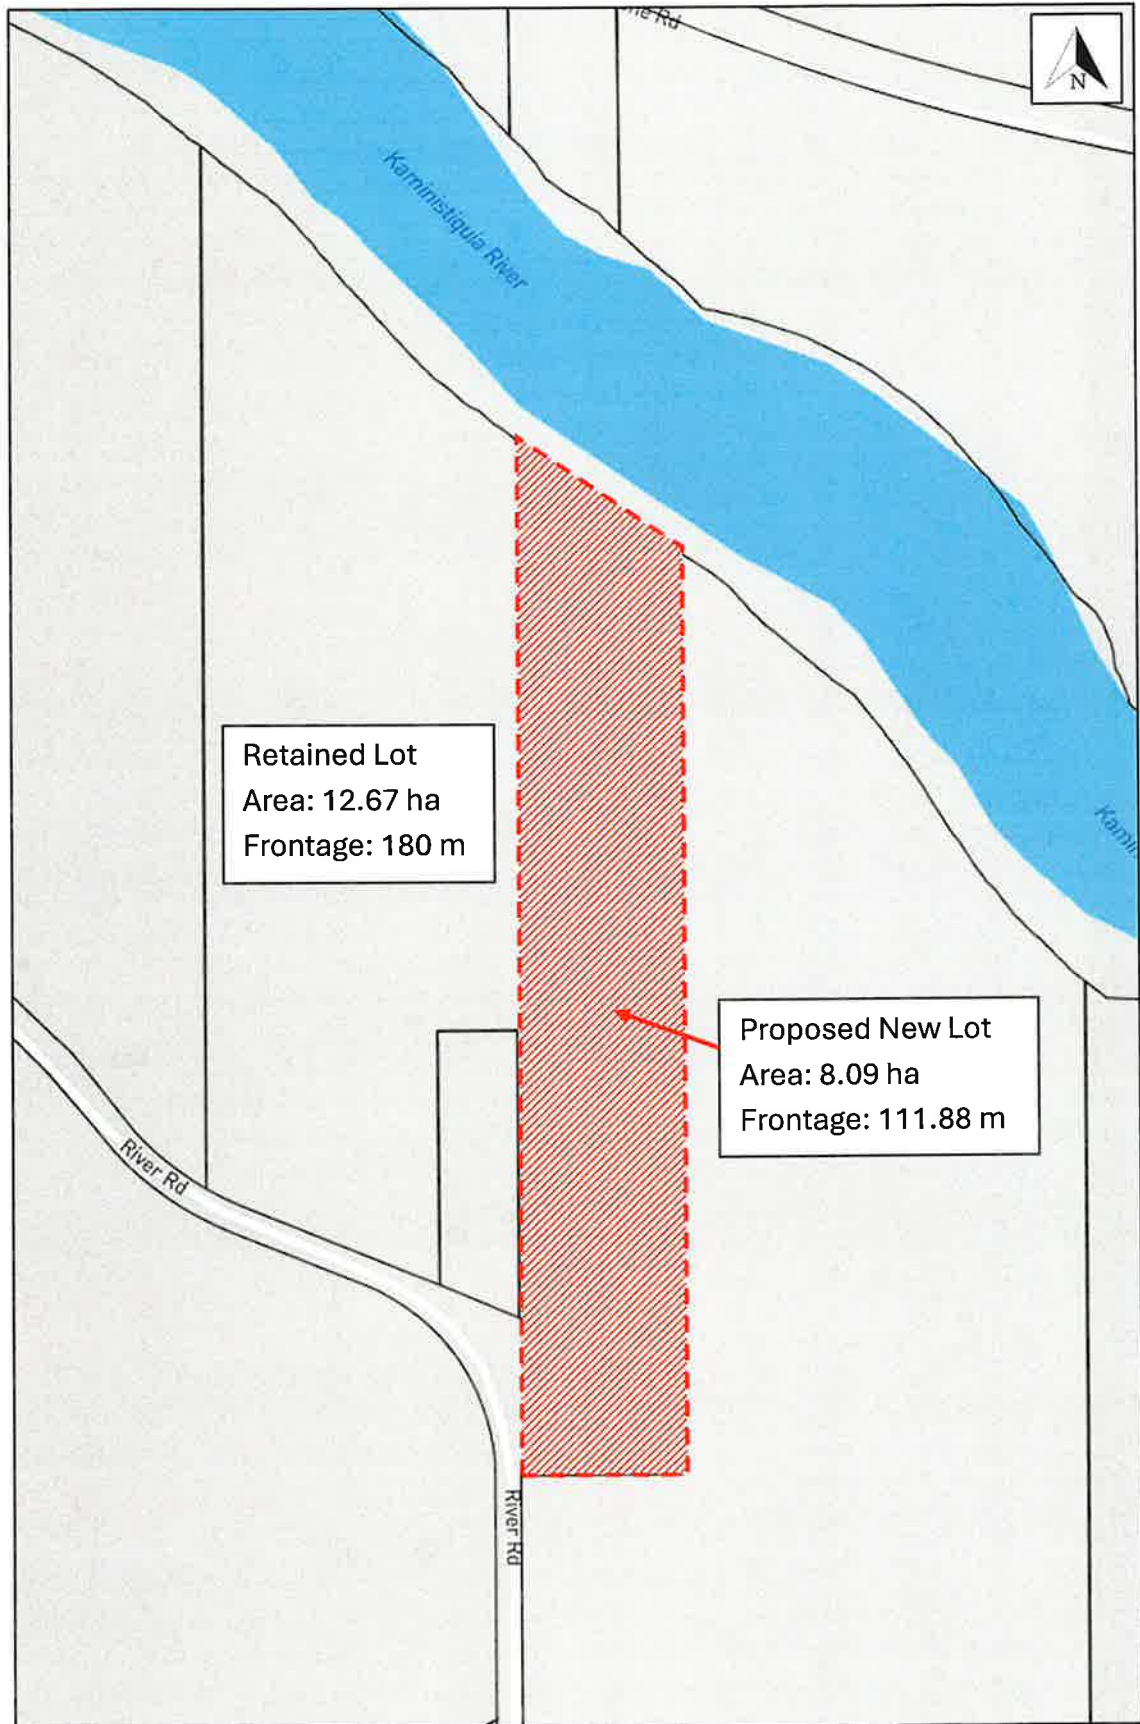 Rd
N
Kaministiquia River
Retained Lot
Area: 12.67 ha
Frontage: 180 m
Proposed New Lot
Area: 8.09 ha
Frontage: 111.88 m
River Rd
River Rd